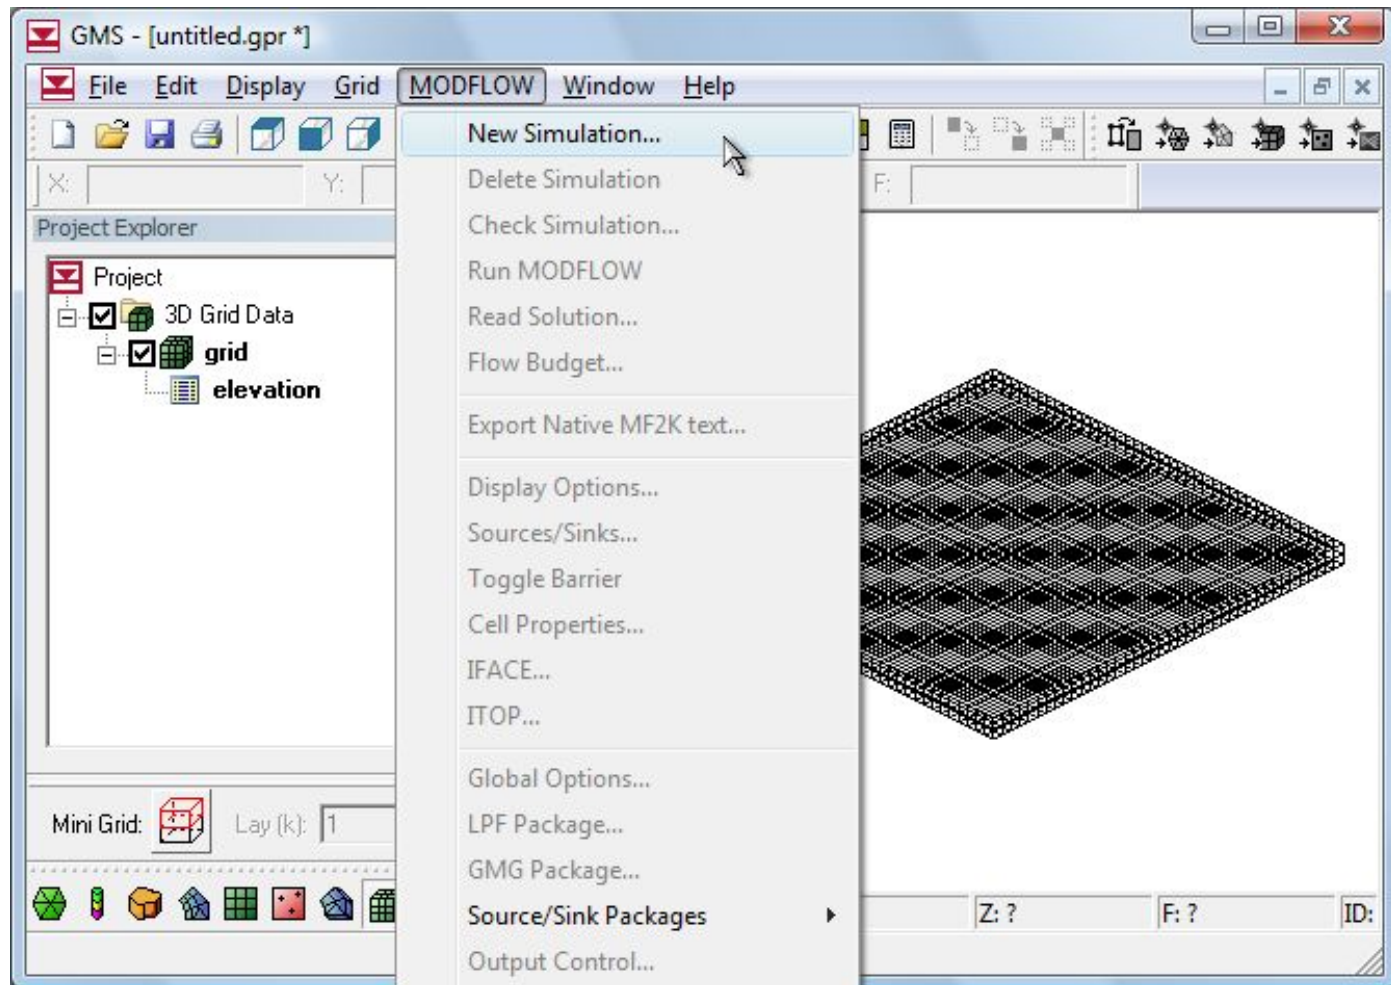 GMS - [untitled.gpr *]
File Edit Display Grid MODFLOW Window Help
X: Y: F:
Project Explorer
Project
3D Grid Data
grid
elevation
New Simulation...
Delete Simulation
Check Simulation...
Run MODFLOW
Read Solution...
Flow Budget...
Export Native MF2K text...
Display Options...
Sources/Sinks...
Toggle Barrier
Cell Properties...
IFACE...
ITOP...
Global Options...
LPF Package...
GMG Package...
Source/Sink Packages
Output Control...
Mini Grid: Lay (k): 1
Z: ? F: ? ID: